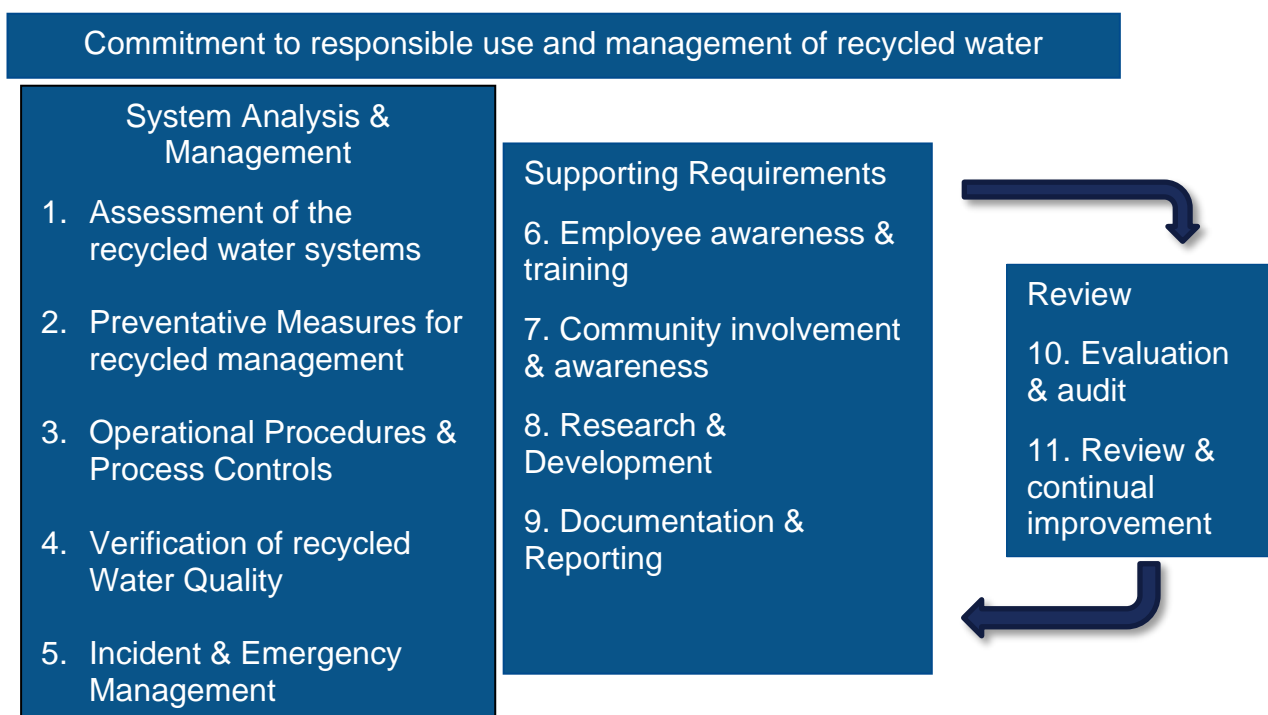 Commitment to responsible use and management of recycled water
System Analysis &
Management
1. Assessment of the
recycled water systems
2. Preventative Measures for
recycled management
3. Operational Procedures &
Process Controls
4. Verification of recycled
Water Quality
5. Incident & Emergency
Management
Supporting Requirements
6. Employee awareness &
training
7. Community involvement
& awareness
8. Research &
Development
9. Documentation &
Reporting
Review
10. Evaluation
& audit
11. Review &
continual
improvement